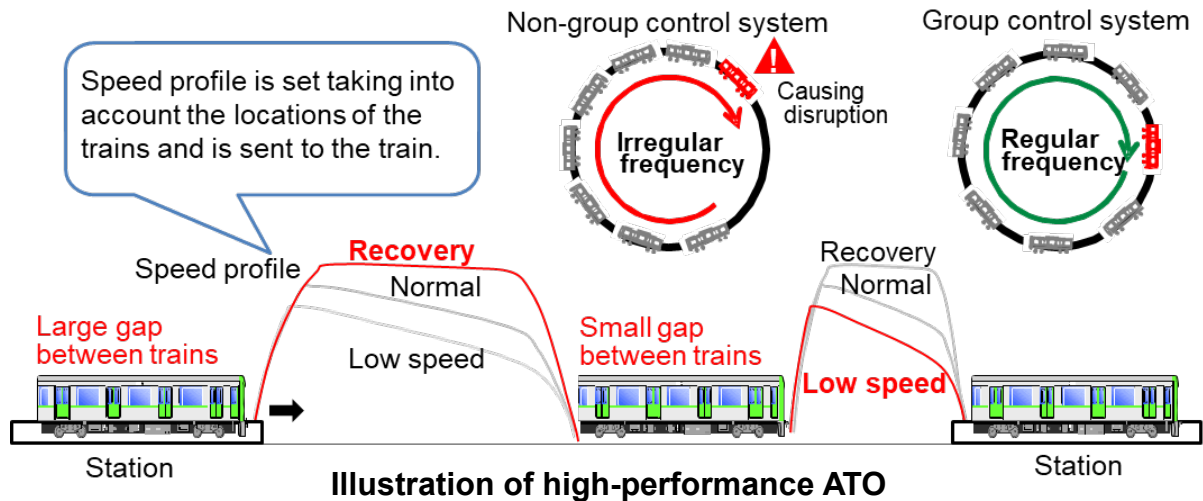 Non-group control system
Group control system
Speed profile is set taking into
account the locations of the
trains and is sent to the train.
Causing
disruption
Irregular
frequency
Regular
frequency
Speed profile
Recovery
Normal
Low speed
Large gap
between trains
Small gap
between trains
Recovery
Normal
Low speed
Station
Station
Illustration of high-performance ATO